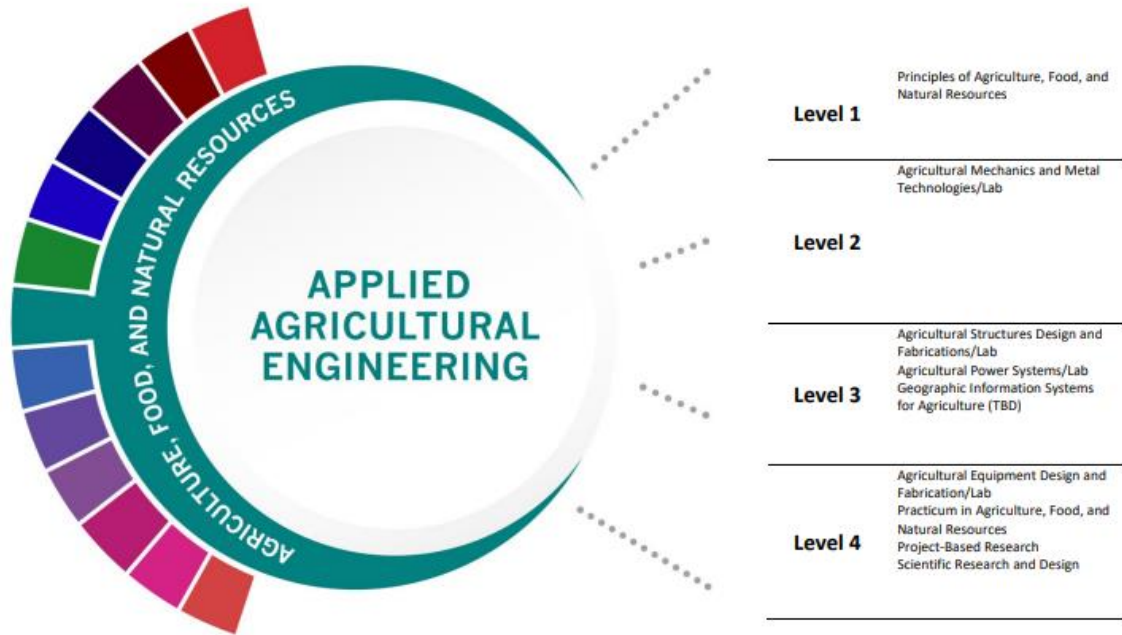 AGRICULTURE, FOOD, AND NATURAL RESOURCES
APPLIED
AGRICULTURAL
ENGINEERING
Level 1
Principles of Agriculture, Food, and
Natural Resources
Level 2
Agricultural Mechanics and Metal
Technologies/Lab
Level 3
Agricultural Structures Design and
Fabrications/Lab
Agricultural Power Systems/Lab
Geographic Information Systems
for Agriculture (TBD)
Level 4
Agricultural Equipment Design and
Fabrication/Lab
Practicum in Agriculture, Food, and
Natural Resources
Project-Based Research
Scientific Research and Design